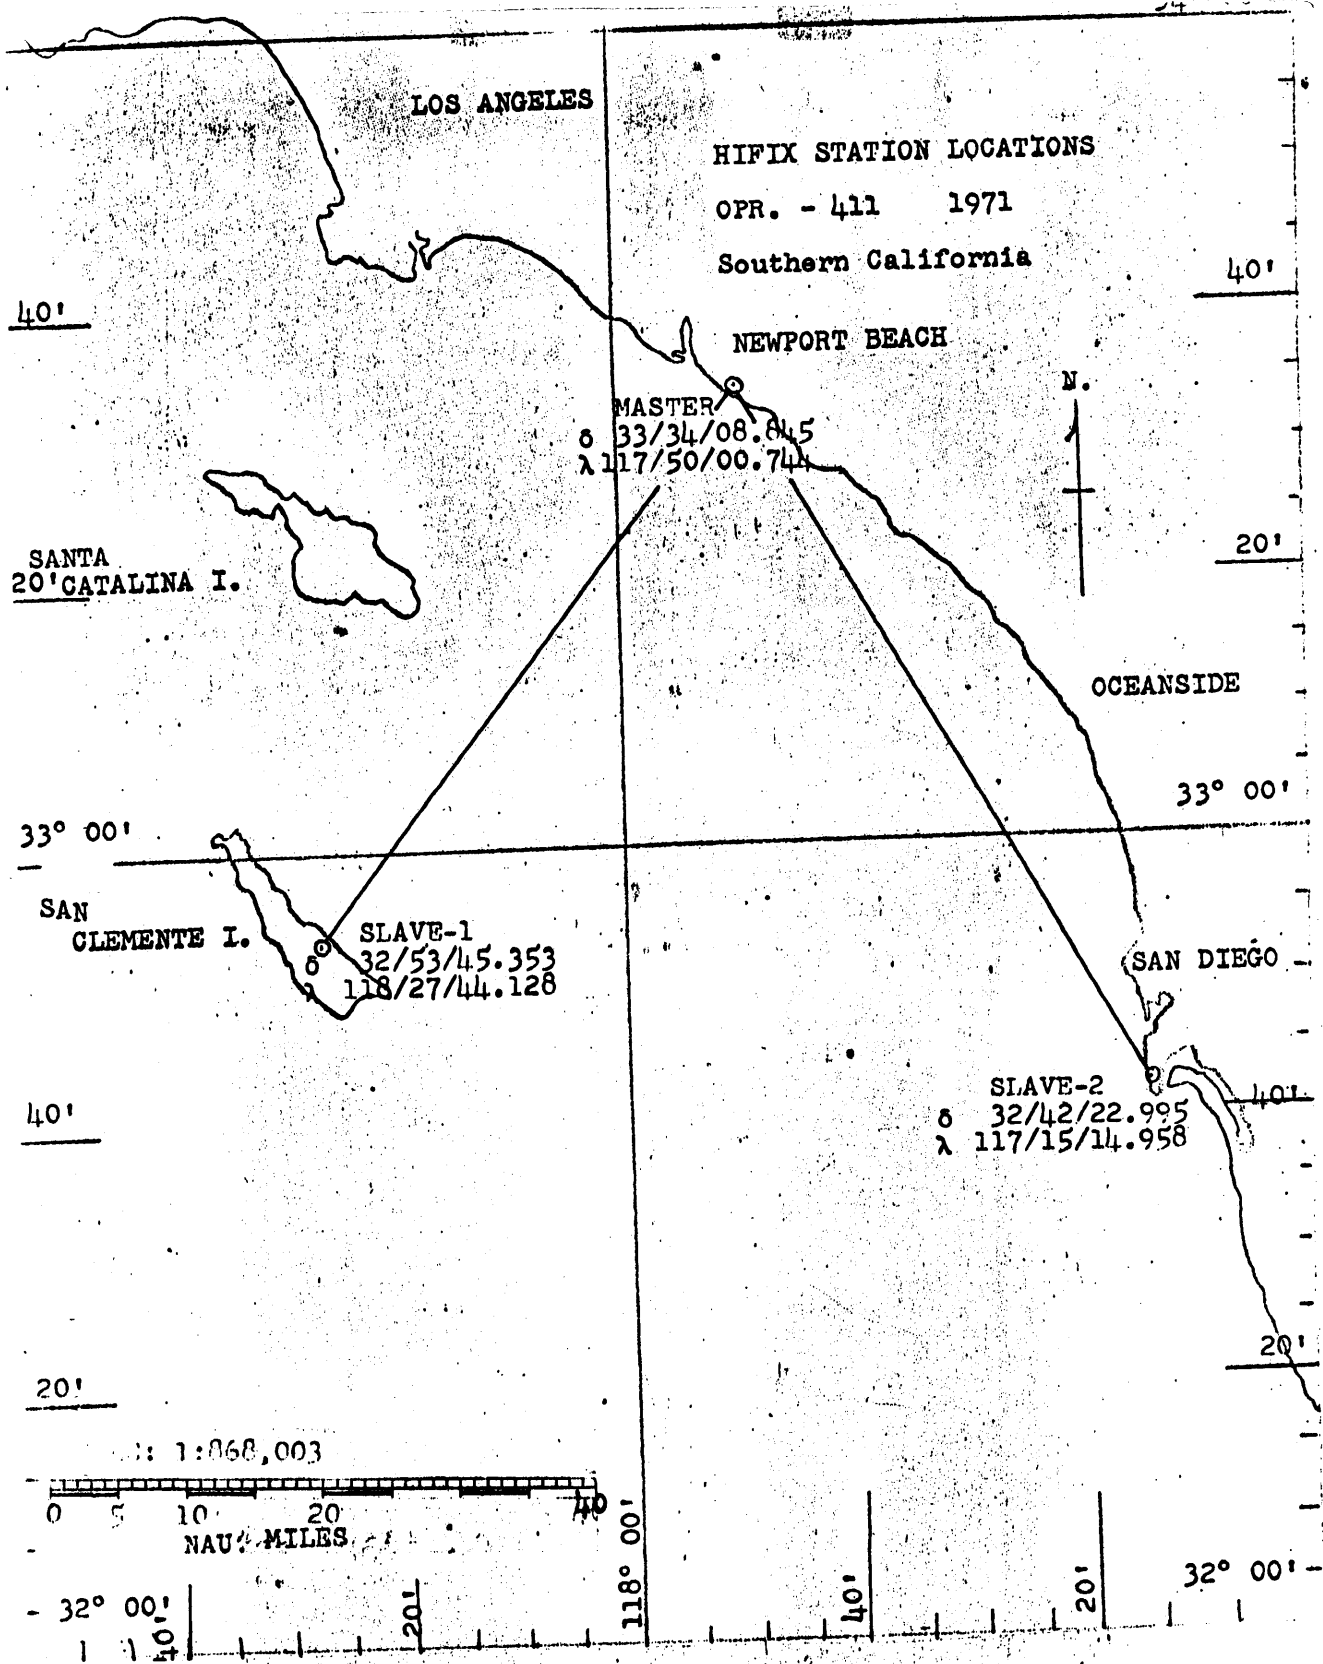 LOS ANGELES
HIFIX STATION LOCATIONS
OPR. - 411 1971
Southern California
40'
40'
NEWPORT BEACH
N.
MASTER
δ 33/34/08.845
λ 117/50/00.744
20'
SANTA
20' CATALINA I.
OCEANSIDE
33° 00'
33° 00'
SAN
CLEMENTE I.
SLAVE-1
δ 32/53/45.353
λ 118/27/44.128
SAN DIEGO
SLAVE-2
δ 32/42/22.995
λ 117/15/14.958
40'
40'
20'
20'
1:868,003
0 5 10 20 40
NAU. MILES
118° 00'
32° 00'
32° 00'
40'
20'
40'
20'